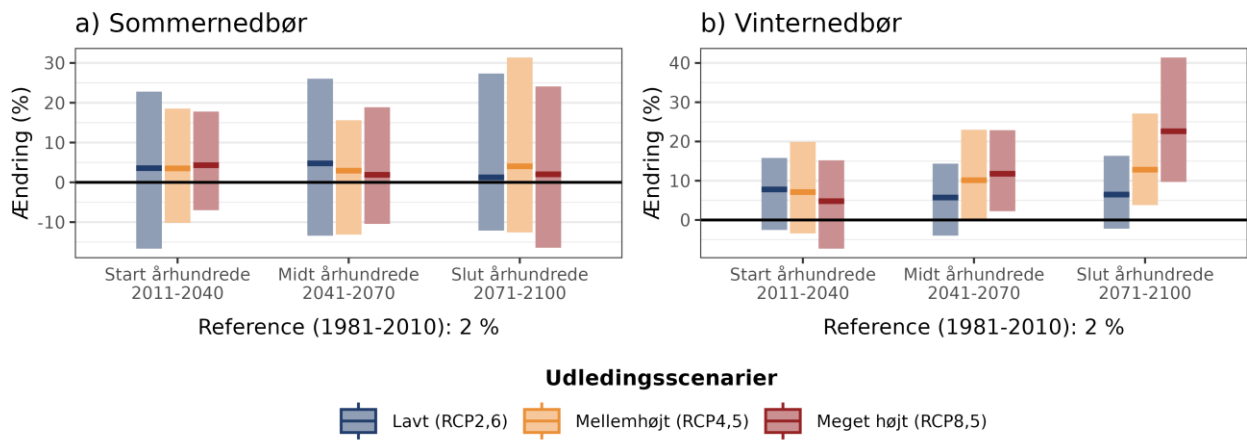 a) Sommernedbør
Ændring (%)
30
20
10
0
-10
Start århundrede
2011-2040
Midt århundrede
2041-2070
Slut århundrede
2071-2100
Reference (1981-2010): 2 %
b) Vinternedbør
Ændring (%)
40
30
20
10
0
Start århundrede
2011-2040
Midt århundrede
2041-2070
Slut århundrede
2071-2100
Reference (1981-2010): 2 %
Udledingsscenarier
Lavt (RCP2,6)
Mellemhøjt (RCP4,5)
Meget højt (RCP8,5)